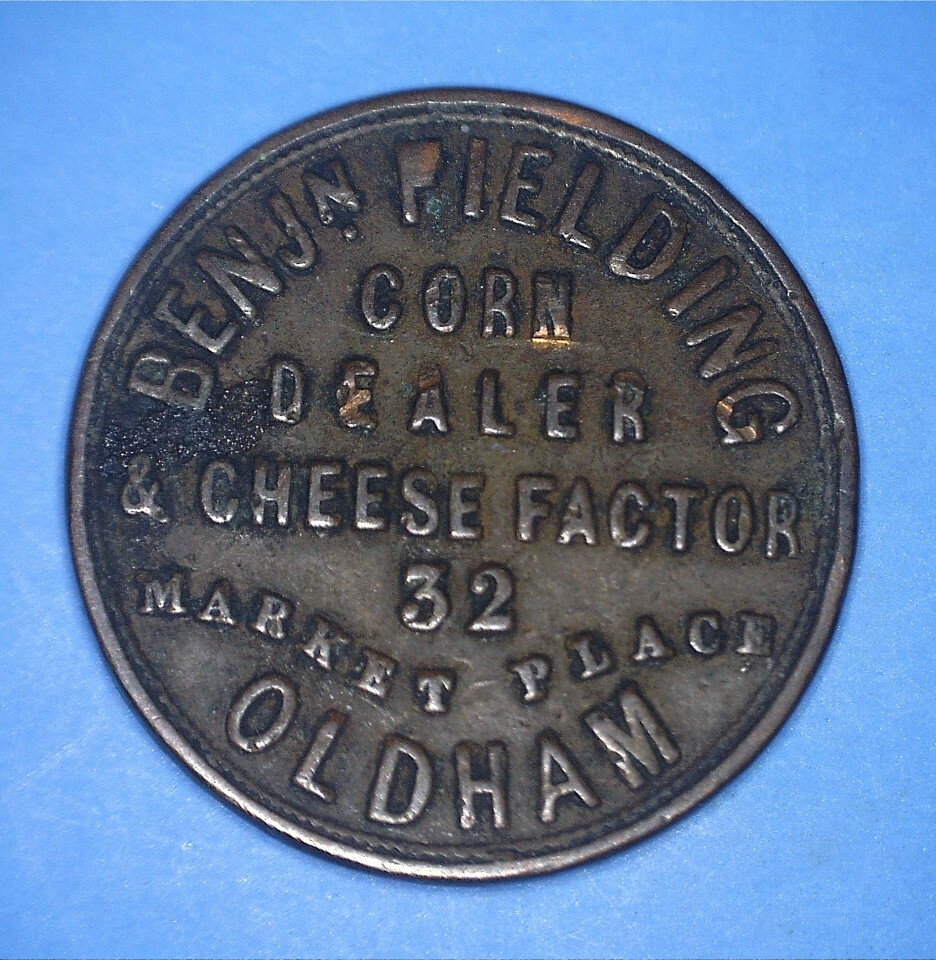 BENJN. FIELDING
CORN
DEALER
& CHEESE FACTOR
32
MARKET PLACE
OLDHAM